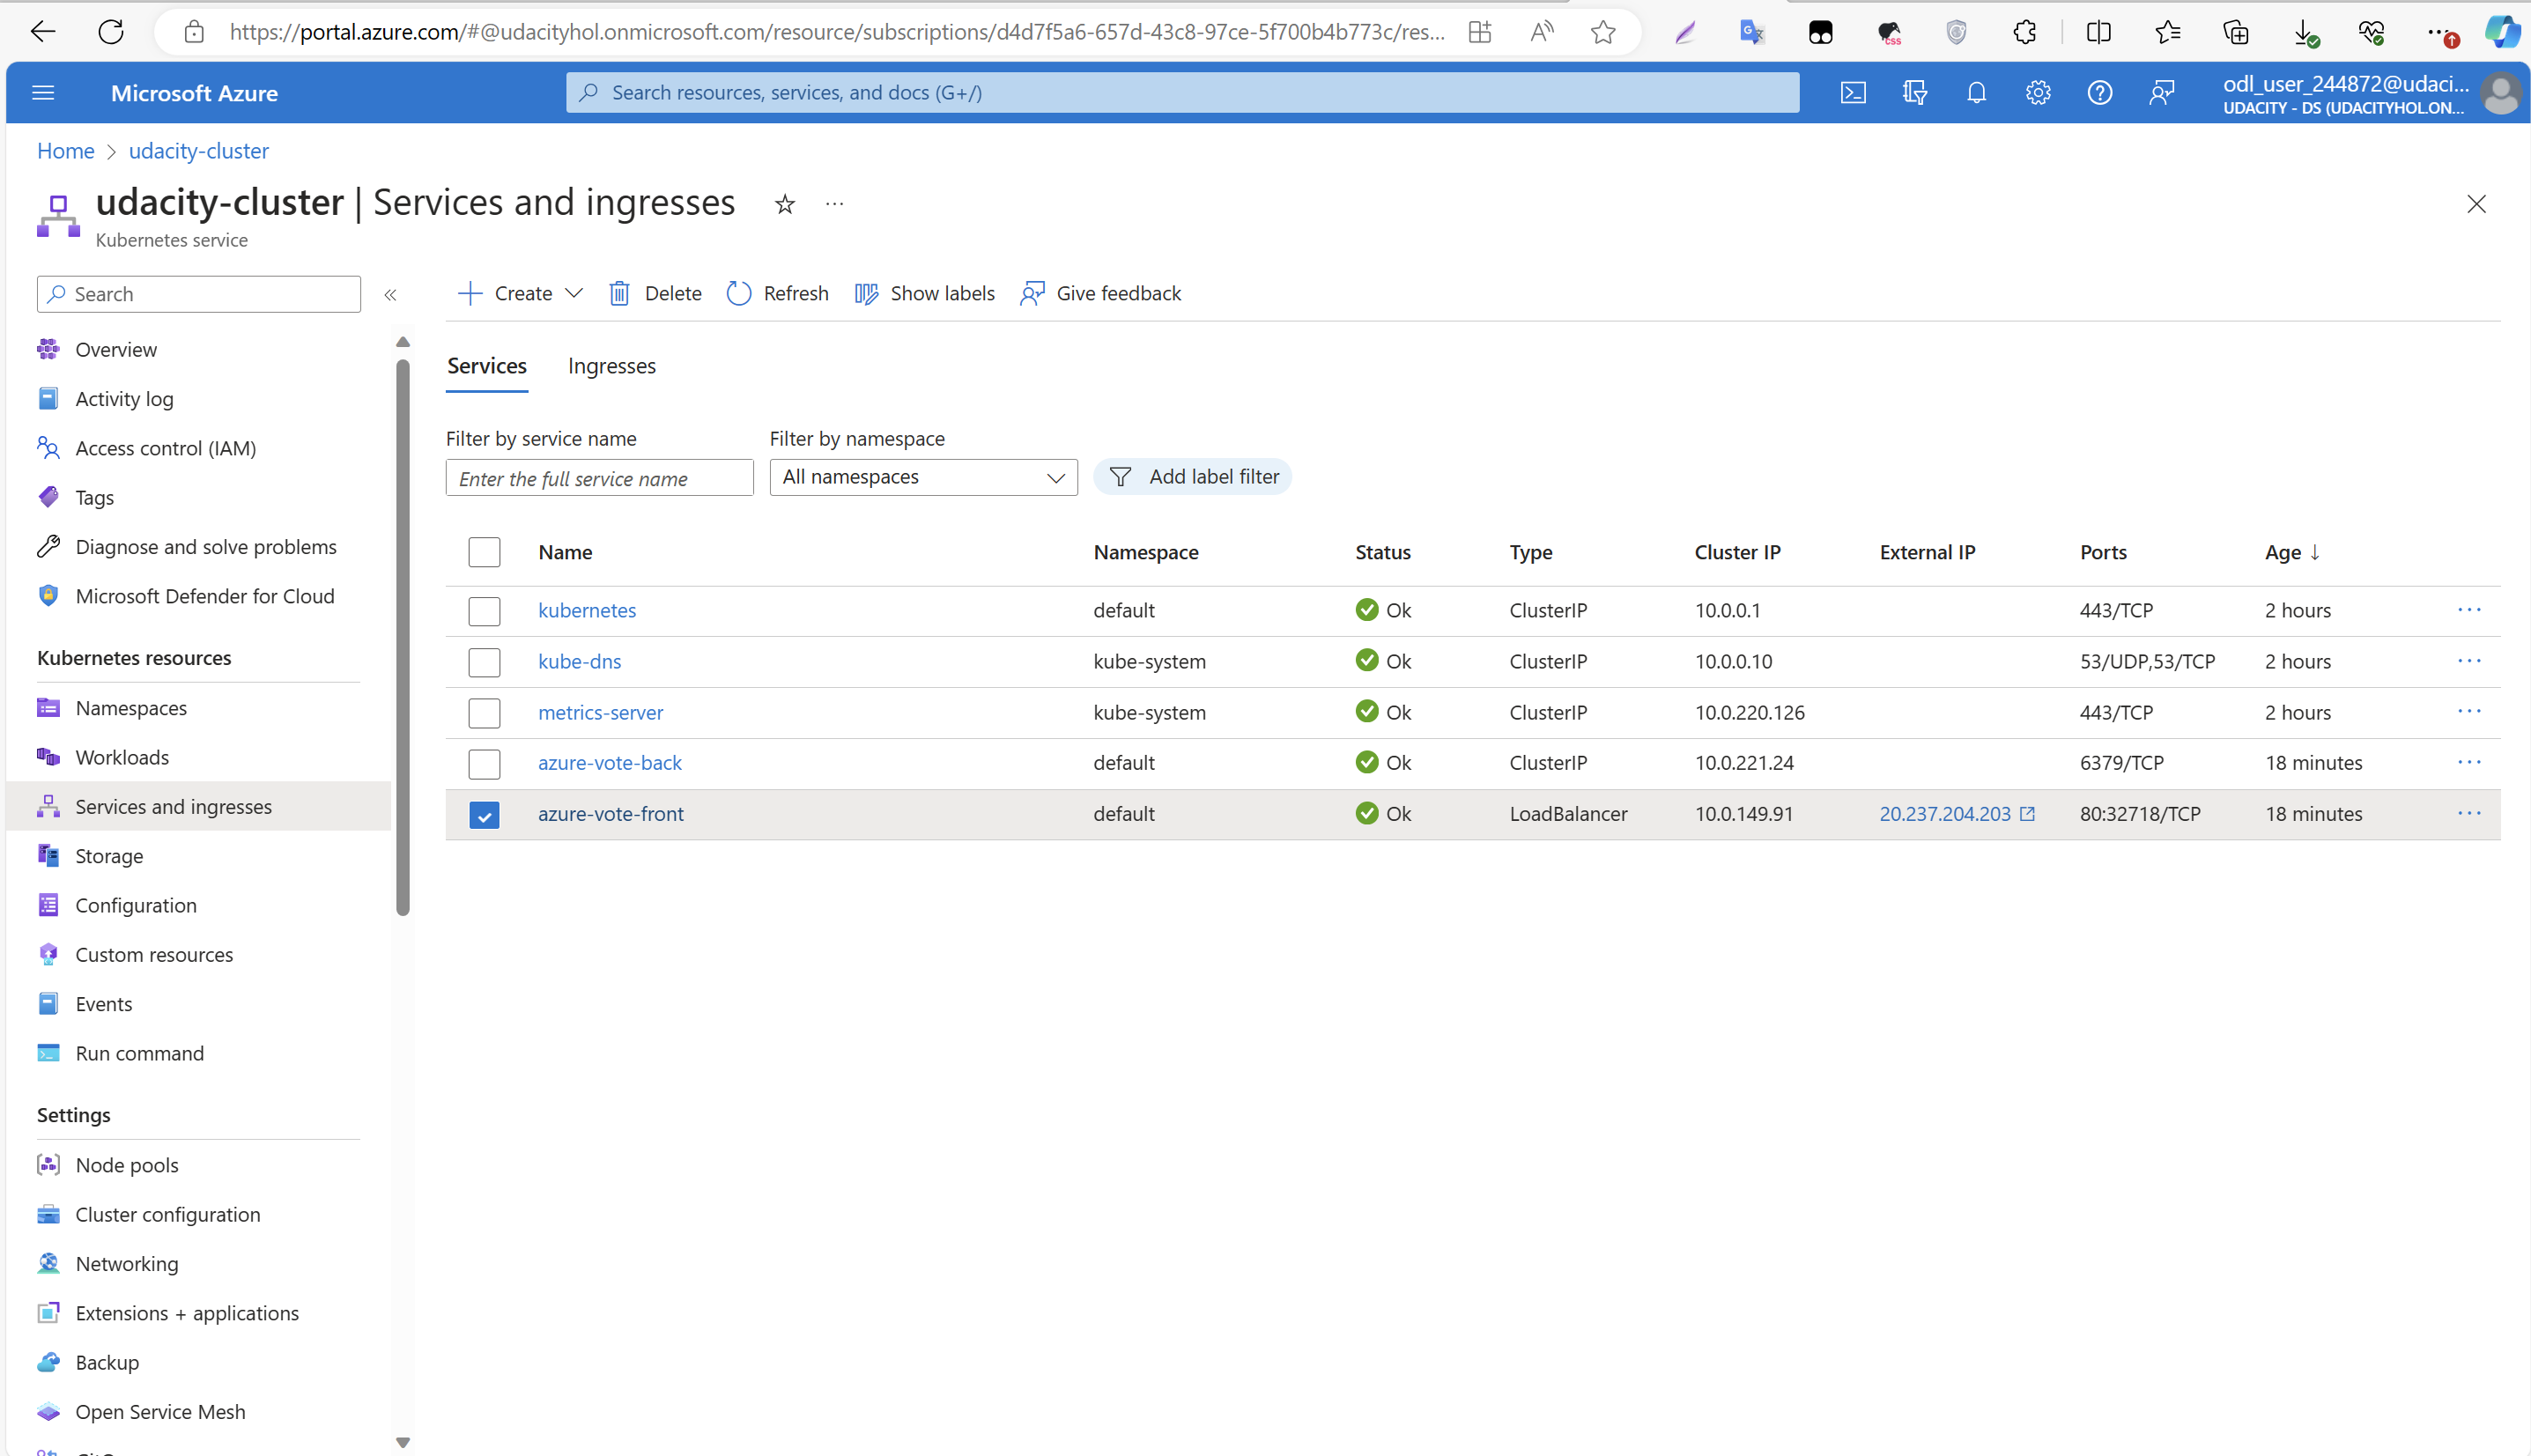 https://portal.azure.com/#@udacityhol.onmicrosoft.com/resource/subscriptions/d4d7f5a6-657d-43c8-97ce-5f700b4b773c/res...
Microsoft Azure
Search resources, services, and docs (G+/)
odl_user_244872@udaci...
UDACITY - DS (UDACITYHOL.ON...
Home > udacity-cluster
udacity-cluster | Services and ingresses
Kubernetes service
Search
Overview
Activity log
Access control (IAM)
Tags
Diagnose and solve problems
Microsoft Defender for Cloud
Kubernetes resources
Namespaces
Workloads
Services and ingresses
Storage
Configuration
Custom resources
Events
Run command
Settings
Node pools
Cluster configuration
Networking
Extensions + applications
Backup
Open Service Mesh
Create Delete Refresh Show labels Give feedback
Services Ingresses
Filter by service name Filter by namespace
Enter the full service name All namespaces Add label filter
Name Namespace Status Type Cluster IP External IP Ports Age ↓
kubernetes default Ok ClusterIP 10.0.0.1 443/TCP 2 hours
kube-dns kube-system Ok ClusterIP 10.0.0.10 53/UDP,53/TCP 2 hours
metrics-server kube-system Ok ClusterIP 10.0.220.126 443/TCP 2 hours
azure-vote-back default Ok ClusterIP 10.0.221.24 6379/TCP 18 minutes
azure-vote-front default Ok LoadBalancer 10.0.149.91 20.237.204.203 80:32718/TCP 18 minutes